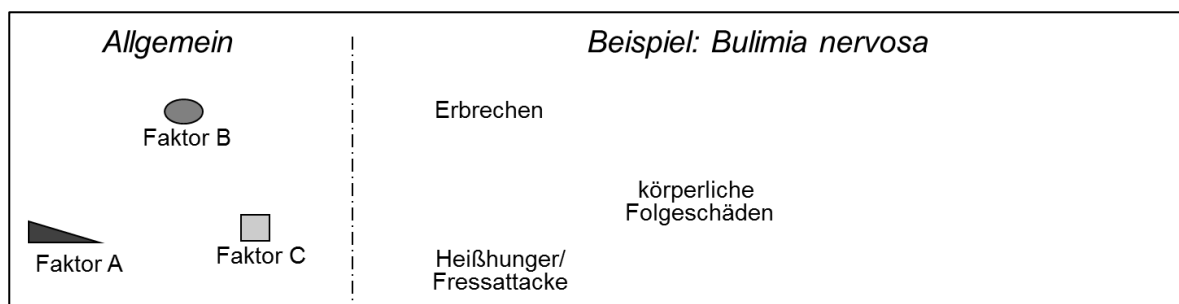 Allgemein
Beispiel: Bulimia nervosa
Faktor B
Faktor A
Faktor C
Erbrechen
körperliche
Folgeschäden
Heißhunger/
Fressattacke